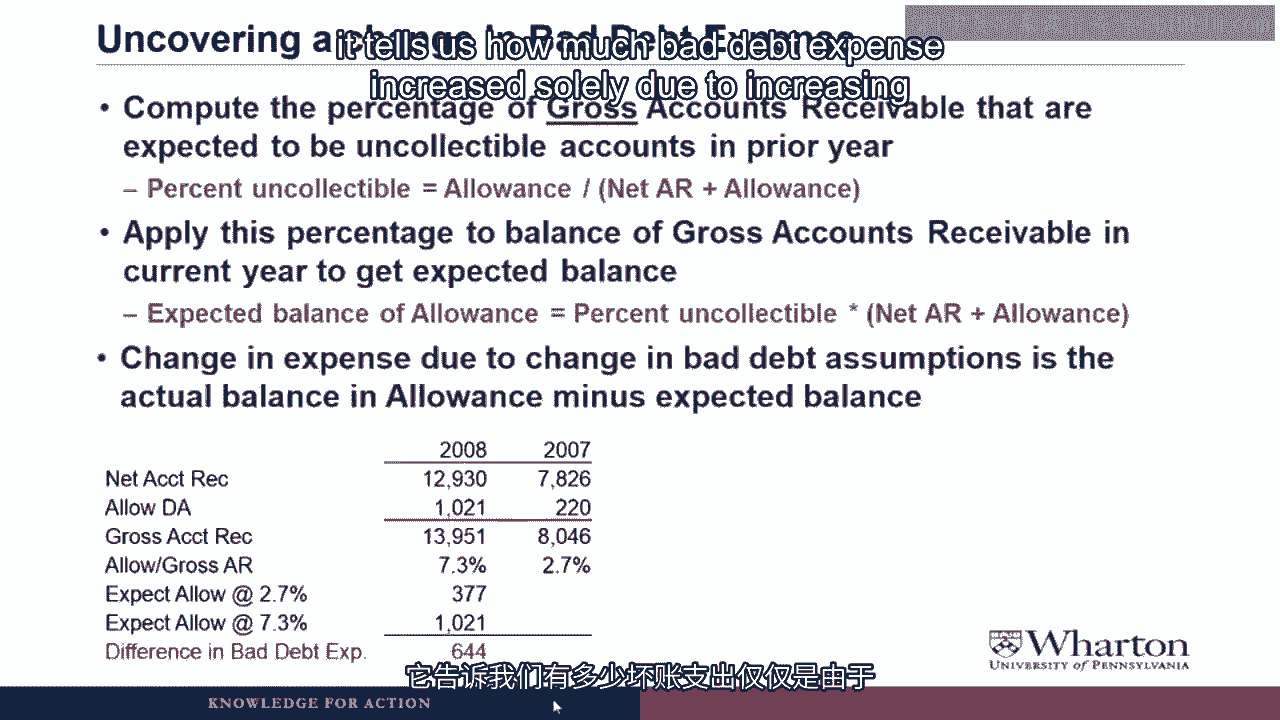 Uncovering a change in Bad Debt Expense
it tells us how much bad debt expense
increased solely due to increasing
• Compute the percentage of Gross Accounts Receivable that are
expected to be uncollectible accounts in prior year
– Percent uncollectible = Allowance / (Net AR + Allowance)
• Apply this percentage to balance of Gross Accounts Receivable in
current year to get expected balance
– Expected balance of Allowance = Percent uncollectible * (Net AR + Allowance)
• Change in expense due to change in bad debt assumptions is the
actual balance in Allowance minus expected balance
2008 2007
Net Acct Rec 12,930 7,826
Allow DA 1,021 220
Gross Acct Rec 13,951 8,046
Allow/Gross AR 7.3% 2.7%
Expect Allow @ 2.7% 377
Expect Allow @ 7.3% 1,021
Difference in Bad Debt Exp. 644
Wharton
UNIVERSITY of PENNSYLVANIA
它告诉我们有多少坏账支出仅仅是由于
KNOWLEDGE FOR ACTION